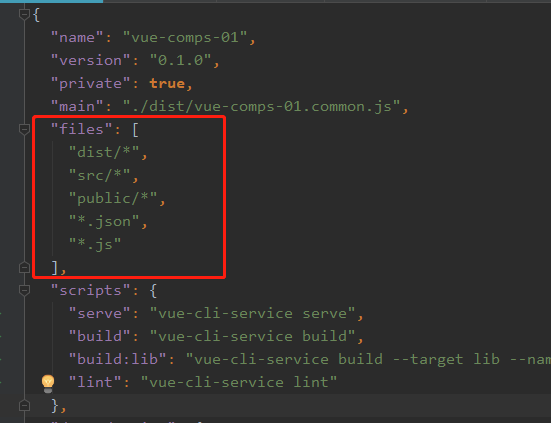 {
"name": "vue-comps-01",
"version": "0.1.0",
"private": true,
"main": "./dist/vue-comps-01.common.js",
"files": [
"dist/*",
"src/*",
"public/*",
"*.json",
"*.js"
],
"scripts": {
"serve": "vue-cli-service serve",
"build": "vue-cli-service build",
"build:lib": "vue-cli-service build --target lib --nam
"lint": "vue-cli-service lint"
},